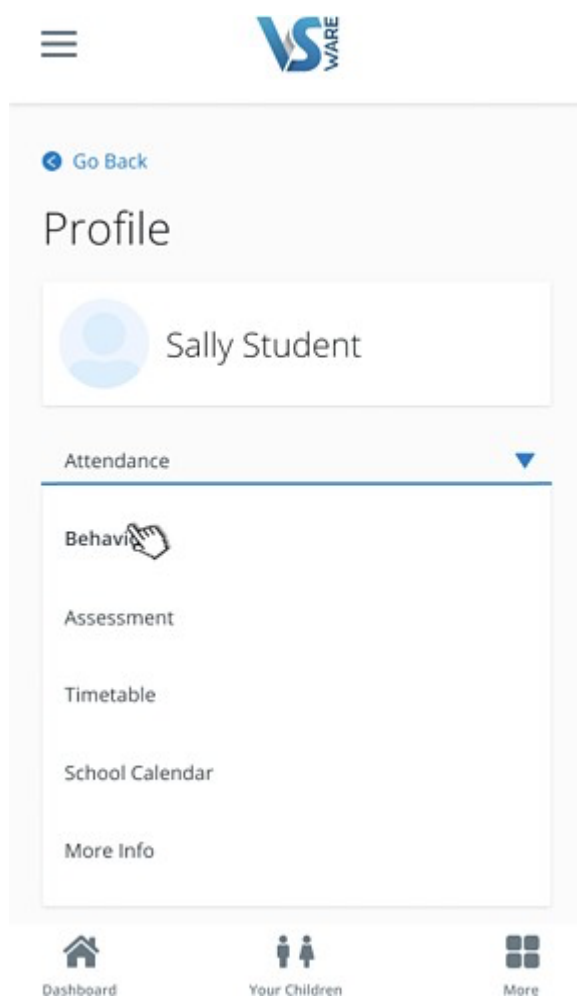 VS WARE
Go Back
Profile
Sally Student
Attendance
Assessment
Timetable
School Calendar
More Info
Dashboard
Your Children
More